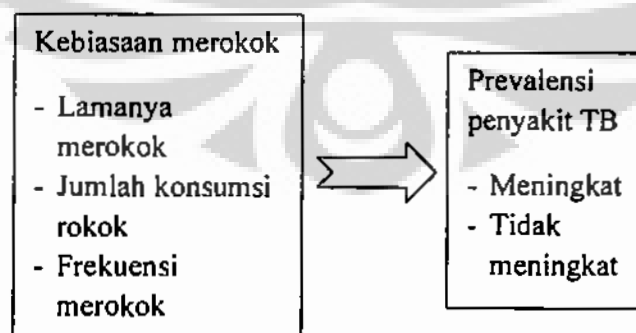 Kebiasaan merokok
- Lamanya
merokok
- Jumlah konsumsi
rokok
- Frekuensi
merokok
Prevalensi
penyakit TB
- Meningkat
- Tidak
meningkat